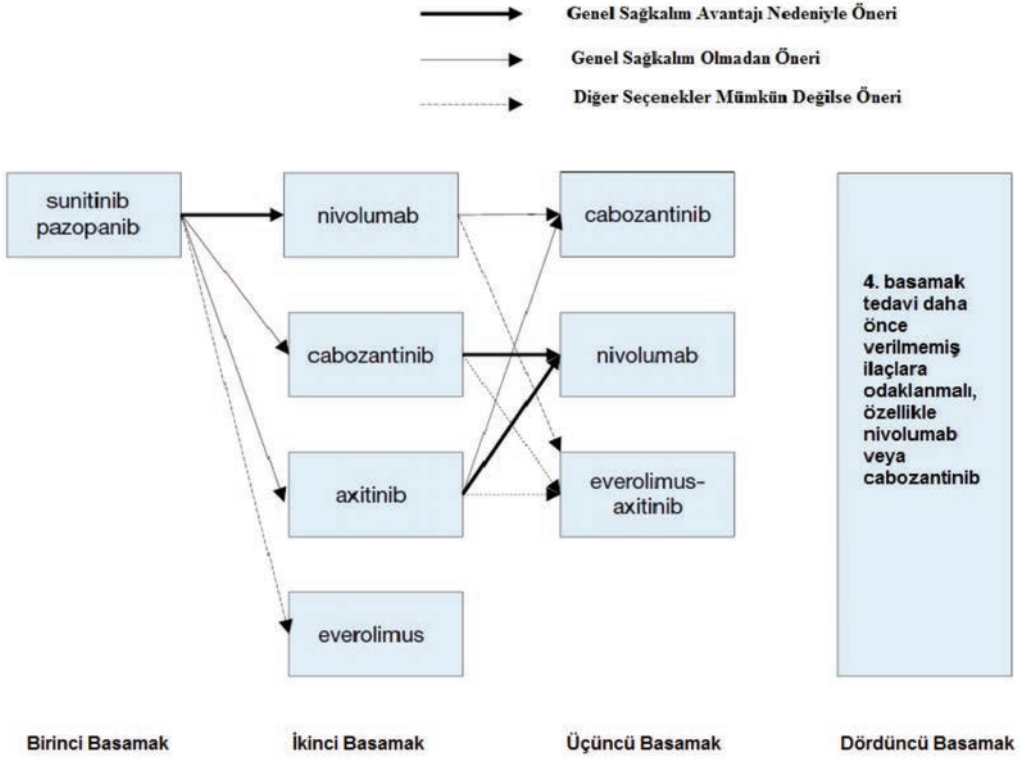 Genel Sağkalım Avantajı Nedeniyle Öneri
Genel Sağkalım Olmadan Öneri
Diğer Seçenekler Mümkün Değilse Öneri
sunitinib
pazopanib
nivolumab
cabozantinib
axitinib
everolimus
cabozantinib
nivolumab
everolimus-
axitinib
4. basamak
tedavi daha
önce
verilmemiş
ilaçlara
odaklanmalı,
özellikle
nivolumab
veya
cabozantinib
Birinci Basamak
İkinci Basamak
Üçüncü Basamak
Dördüncü Basamak